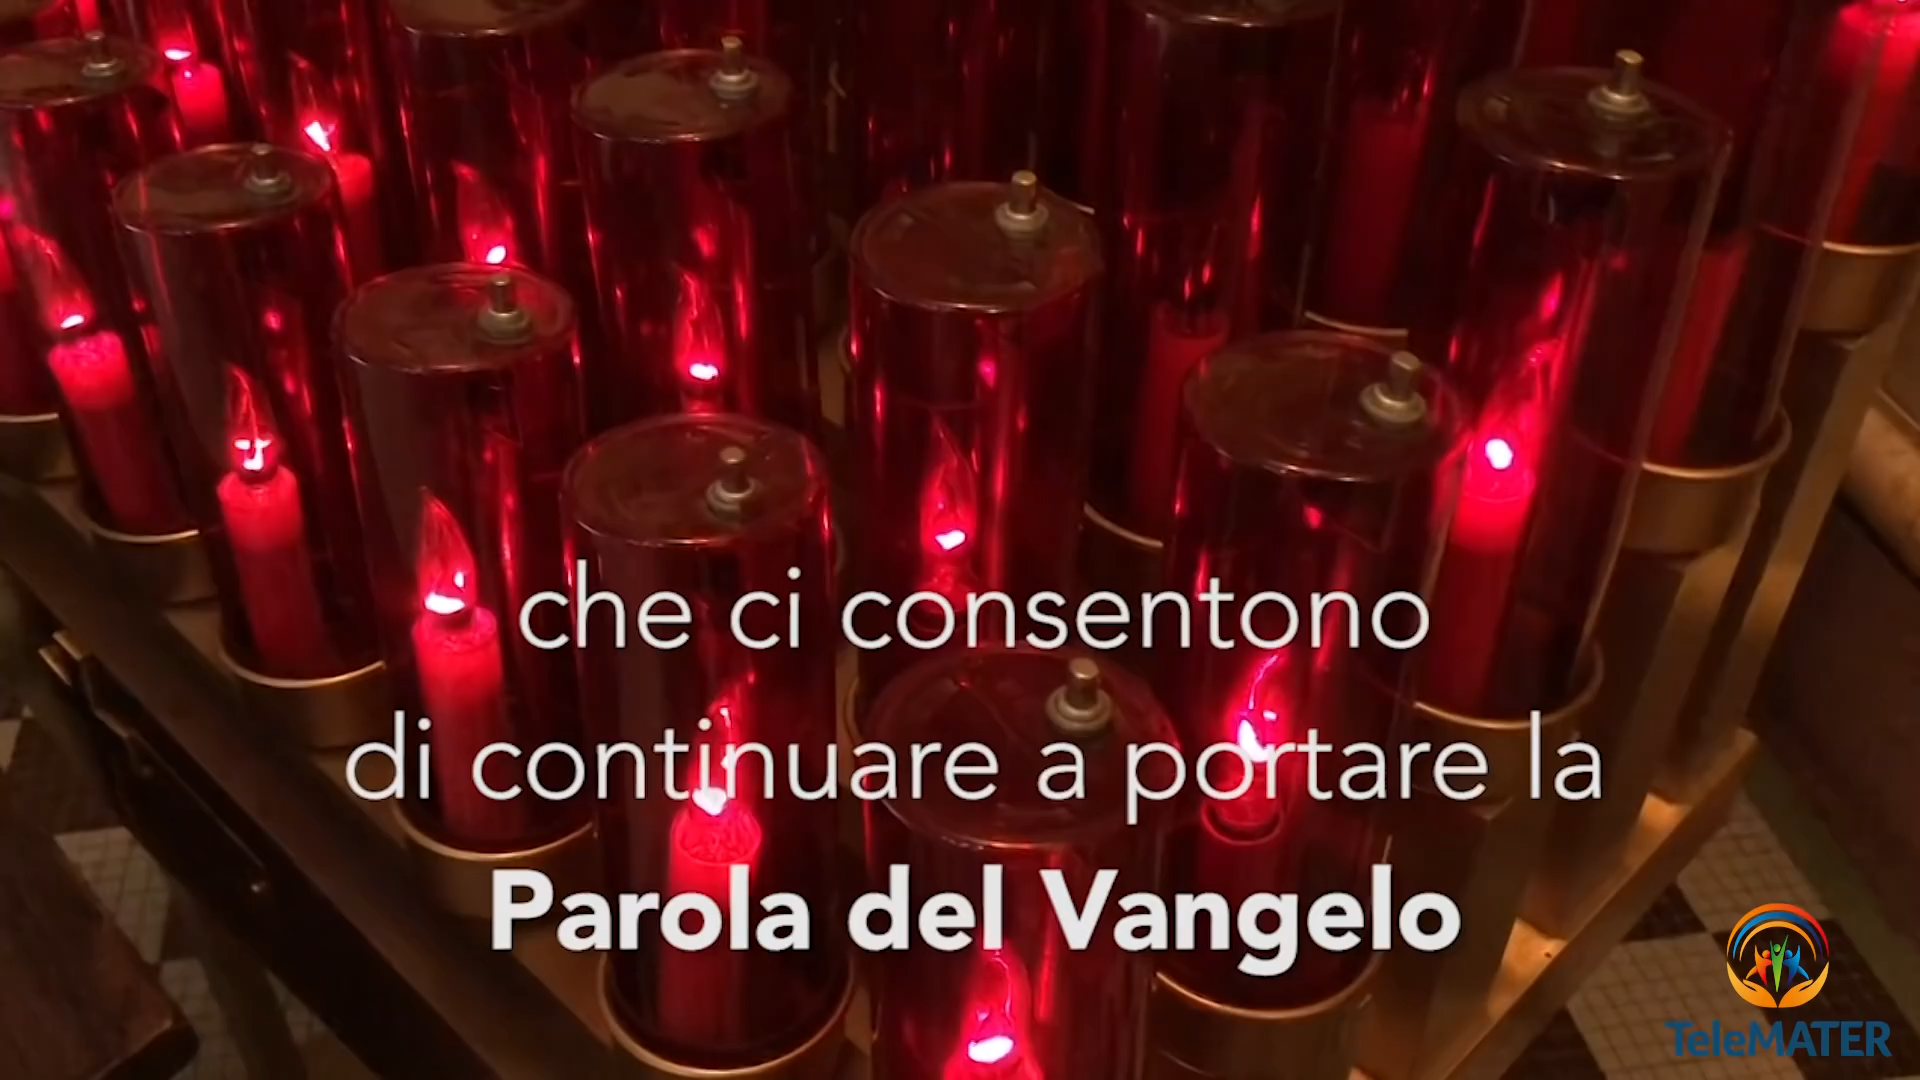 che ci consentono
di continuare a portare la
Parola del Vangelo
TeleMATER